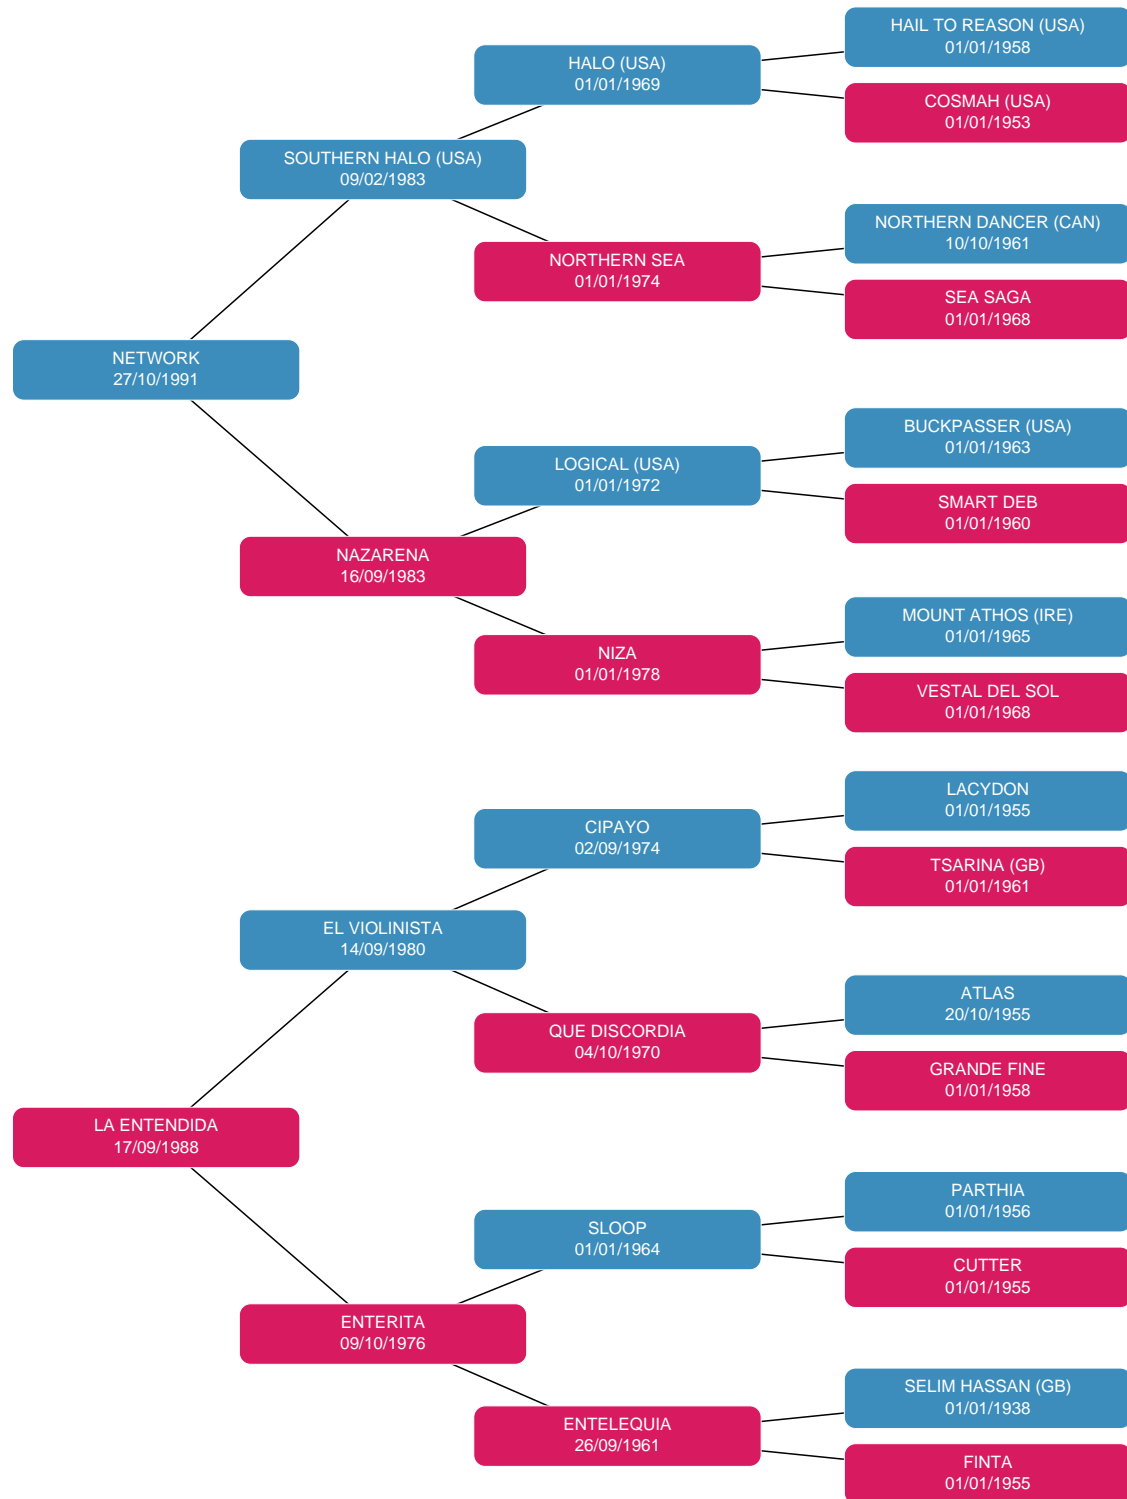 HAIL TO REASON (USA)
01/01/1958
HALO (USA)
01/01/1969
COSMAH (USA)
01/01/1953
SOUTHERN HALO (USA)
09/02/1983
NORTHERN DANCER (CAN)
10/10/1961
NORTHERN SEA
01/01/1974
SEA SAGA
01/01/1968
NETWORK
27/10/1991
BUCKPASSER (USA)
01/01/1963
LOGICAL (USA)
01/01/1972
SMART DEB
01/01/1960
NAZARENA
16/09/1983
MOUNT ATHOS (IRE)
01/01/1965
NIZA
01/01/1978
VESTAL DEL SOL
01/01/1968
LACYDON
01/01/1955
CIPAYO
02/09/1974
TSARINA (GB)
01/01/1961
EL VIOLINISTA
14/09/1980
ATLAS
20/10/1955
QUE DISCORDIA
04/10/1970
GRANDE FINE
01/01/1958
LA ENTENDIDA
17/09/1988
PARTHIA
01/01/1956
SLOOP
01/01/1964
CUTTER
01/01/1955
ENTERITA
09/10/1976
SELIM HASSAN (GB)
01/01/1938
ENTELEQUIA
26/09/1961
FINTA
01/01/1955